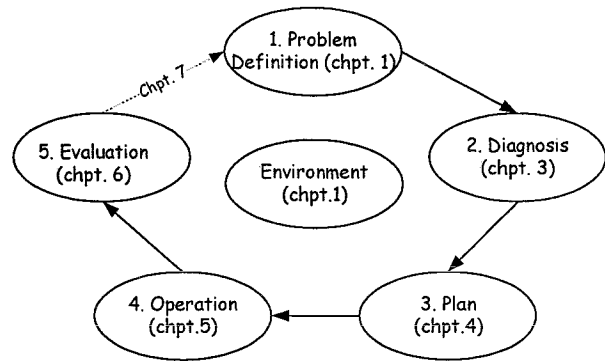 1. Problem
Definition (chpt. 1)
Chpt. 7
2. Diagnosis
(chpt. 3)
5. Evaluation
(chpt. 6)
Environment
(chpt.1)
4. Operation
(chpt.5)
3. Plan
(chpt.4)